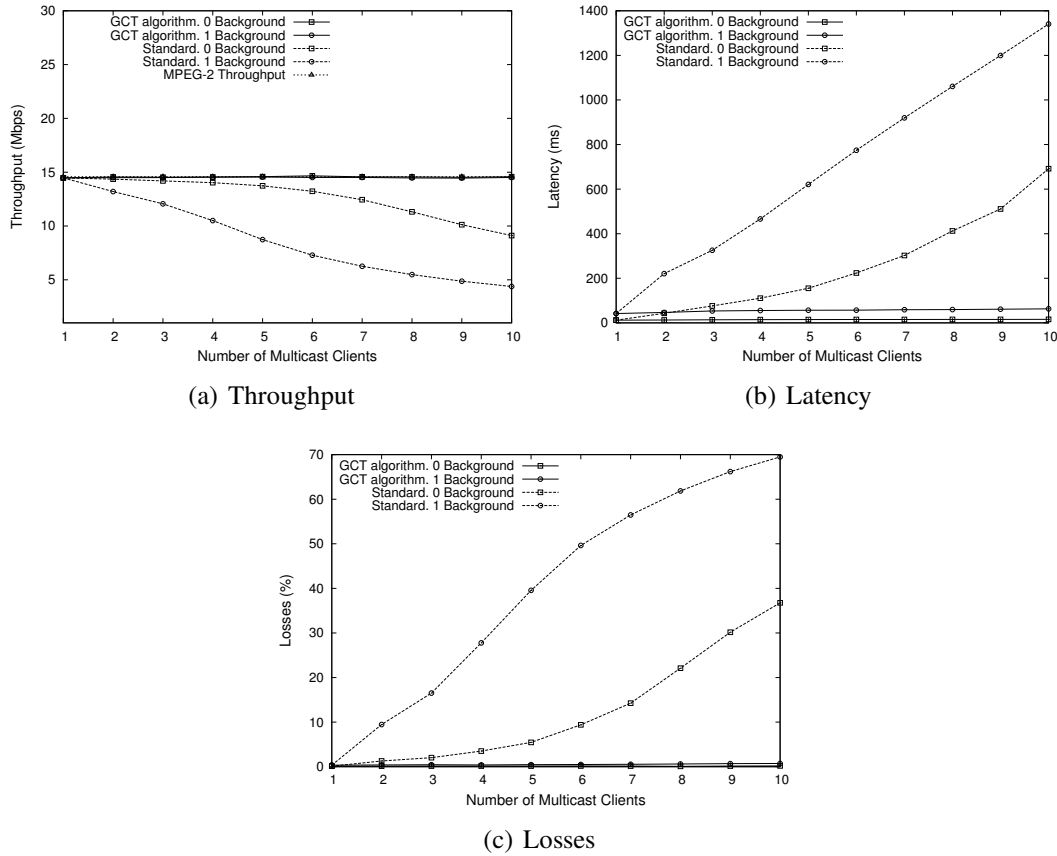 30
25
20
15
10
5
Throughput (Mbps)
GCT algorithm. 0 Background
GCT algorithm. 1 Background
Standard. 0 Background
Standard. 1 Background
MPEG-2 Throughput
1 2 3 4 5 6 7 8 9 10
Number of Multicast Clients
(a) Throughput
1400
1200
1000
800
600
400
200
0
Latency (ms)
GCT algorithm. 0 Background
GCT algorithm. 1 Background
Standard. 0 Background
Standard. 1 Background
1 2 3 4 5 6 7 8 9 10
Number of Multicast Clients
(b) Latency
70
60
50
40
30
20
10
0
Losses (%)
GCT algorithm. 0 Background
GCT algorithm. 1 Background
Standard. 0 Background
Standard. 1 Background
1 2 3 4 5 6 7 8 9 10
Number of Multicast Clients
(c) Losses